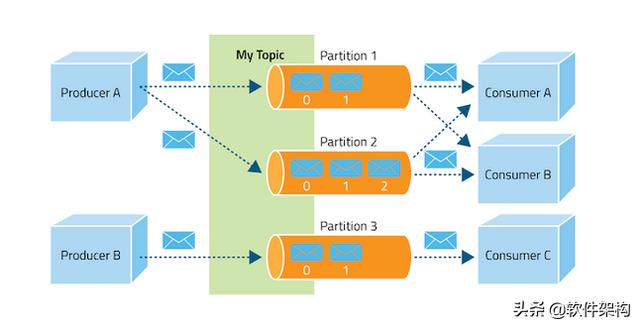 My Topic
Partition 1
Producer A
0 1
Consumer A
Partition 2
0 1 2
Consumer B
Partition 3
Producer B
0 1
Consumer C
头条 @软件架构